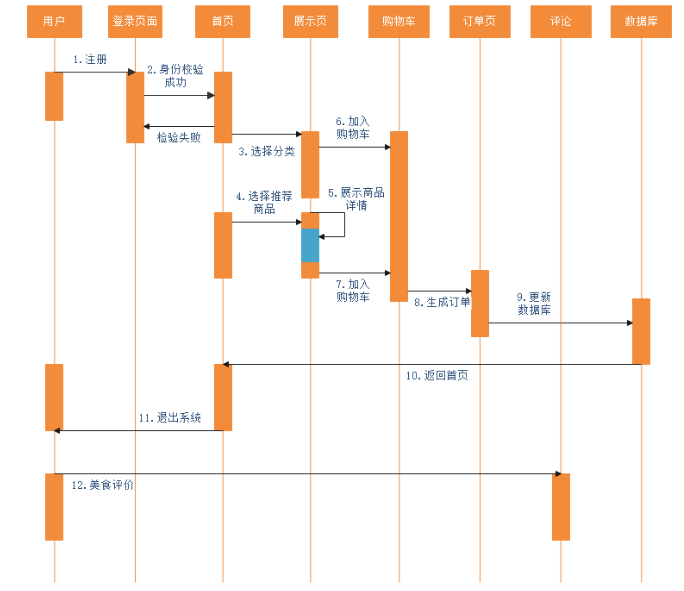 用户
登录页面
首页
展示页
购物车
订单页
评论
数据库
1.注册
2.身份校验
成功
检验失败
3.选择分类
6.加入
购物车
4.选择推荐
商品
5.展示商品
详情
7.加入
购物车
8.生成订单
9.更新
数据库
10.返回首页
11.退出系统
12.美食评价